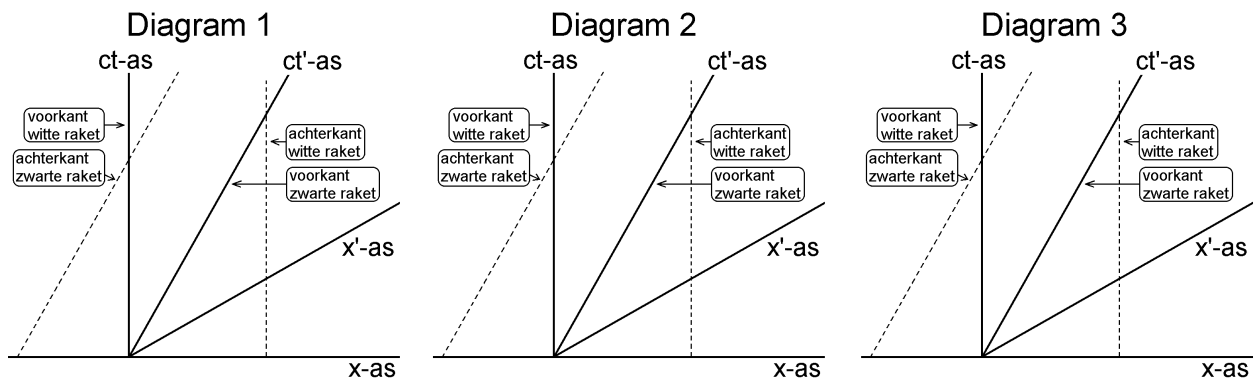 Diagram 1
ct-as
ct'-as
voorkant
witte raket
achterkant
zwarte raket
achterkant
witte raket
voorkant
zwarte raket
x'-as
x-as
Diagram 2
ct-as
ct'-as
voorkant
witte raket
achterkant
zwarte raket
achterkant
witte raket
voorkant
zwarte raket
x'-as
x-as
Diagram 3
ct-as
ct'-as
voorkant
witte raket
achterkant
zwarte raket
achterkant
witte raket
voorkant
zwarte raket
x'-as
x-as